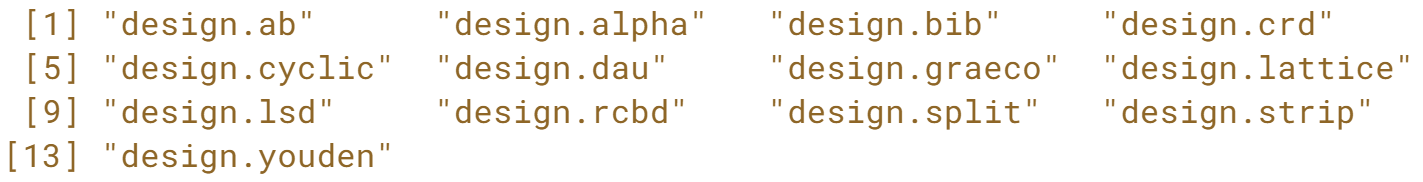 [1] "design.ab" "design.alpha" "design.bib" "design.crd"
[5] "design.cyclic" "design.dau" "design.graeco" "design.lattice"
[9] "design.lsd" "design.rcbd" "design.split" "design.strip"
[13] "design.youden"